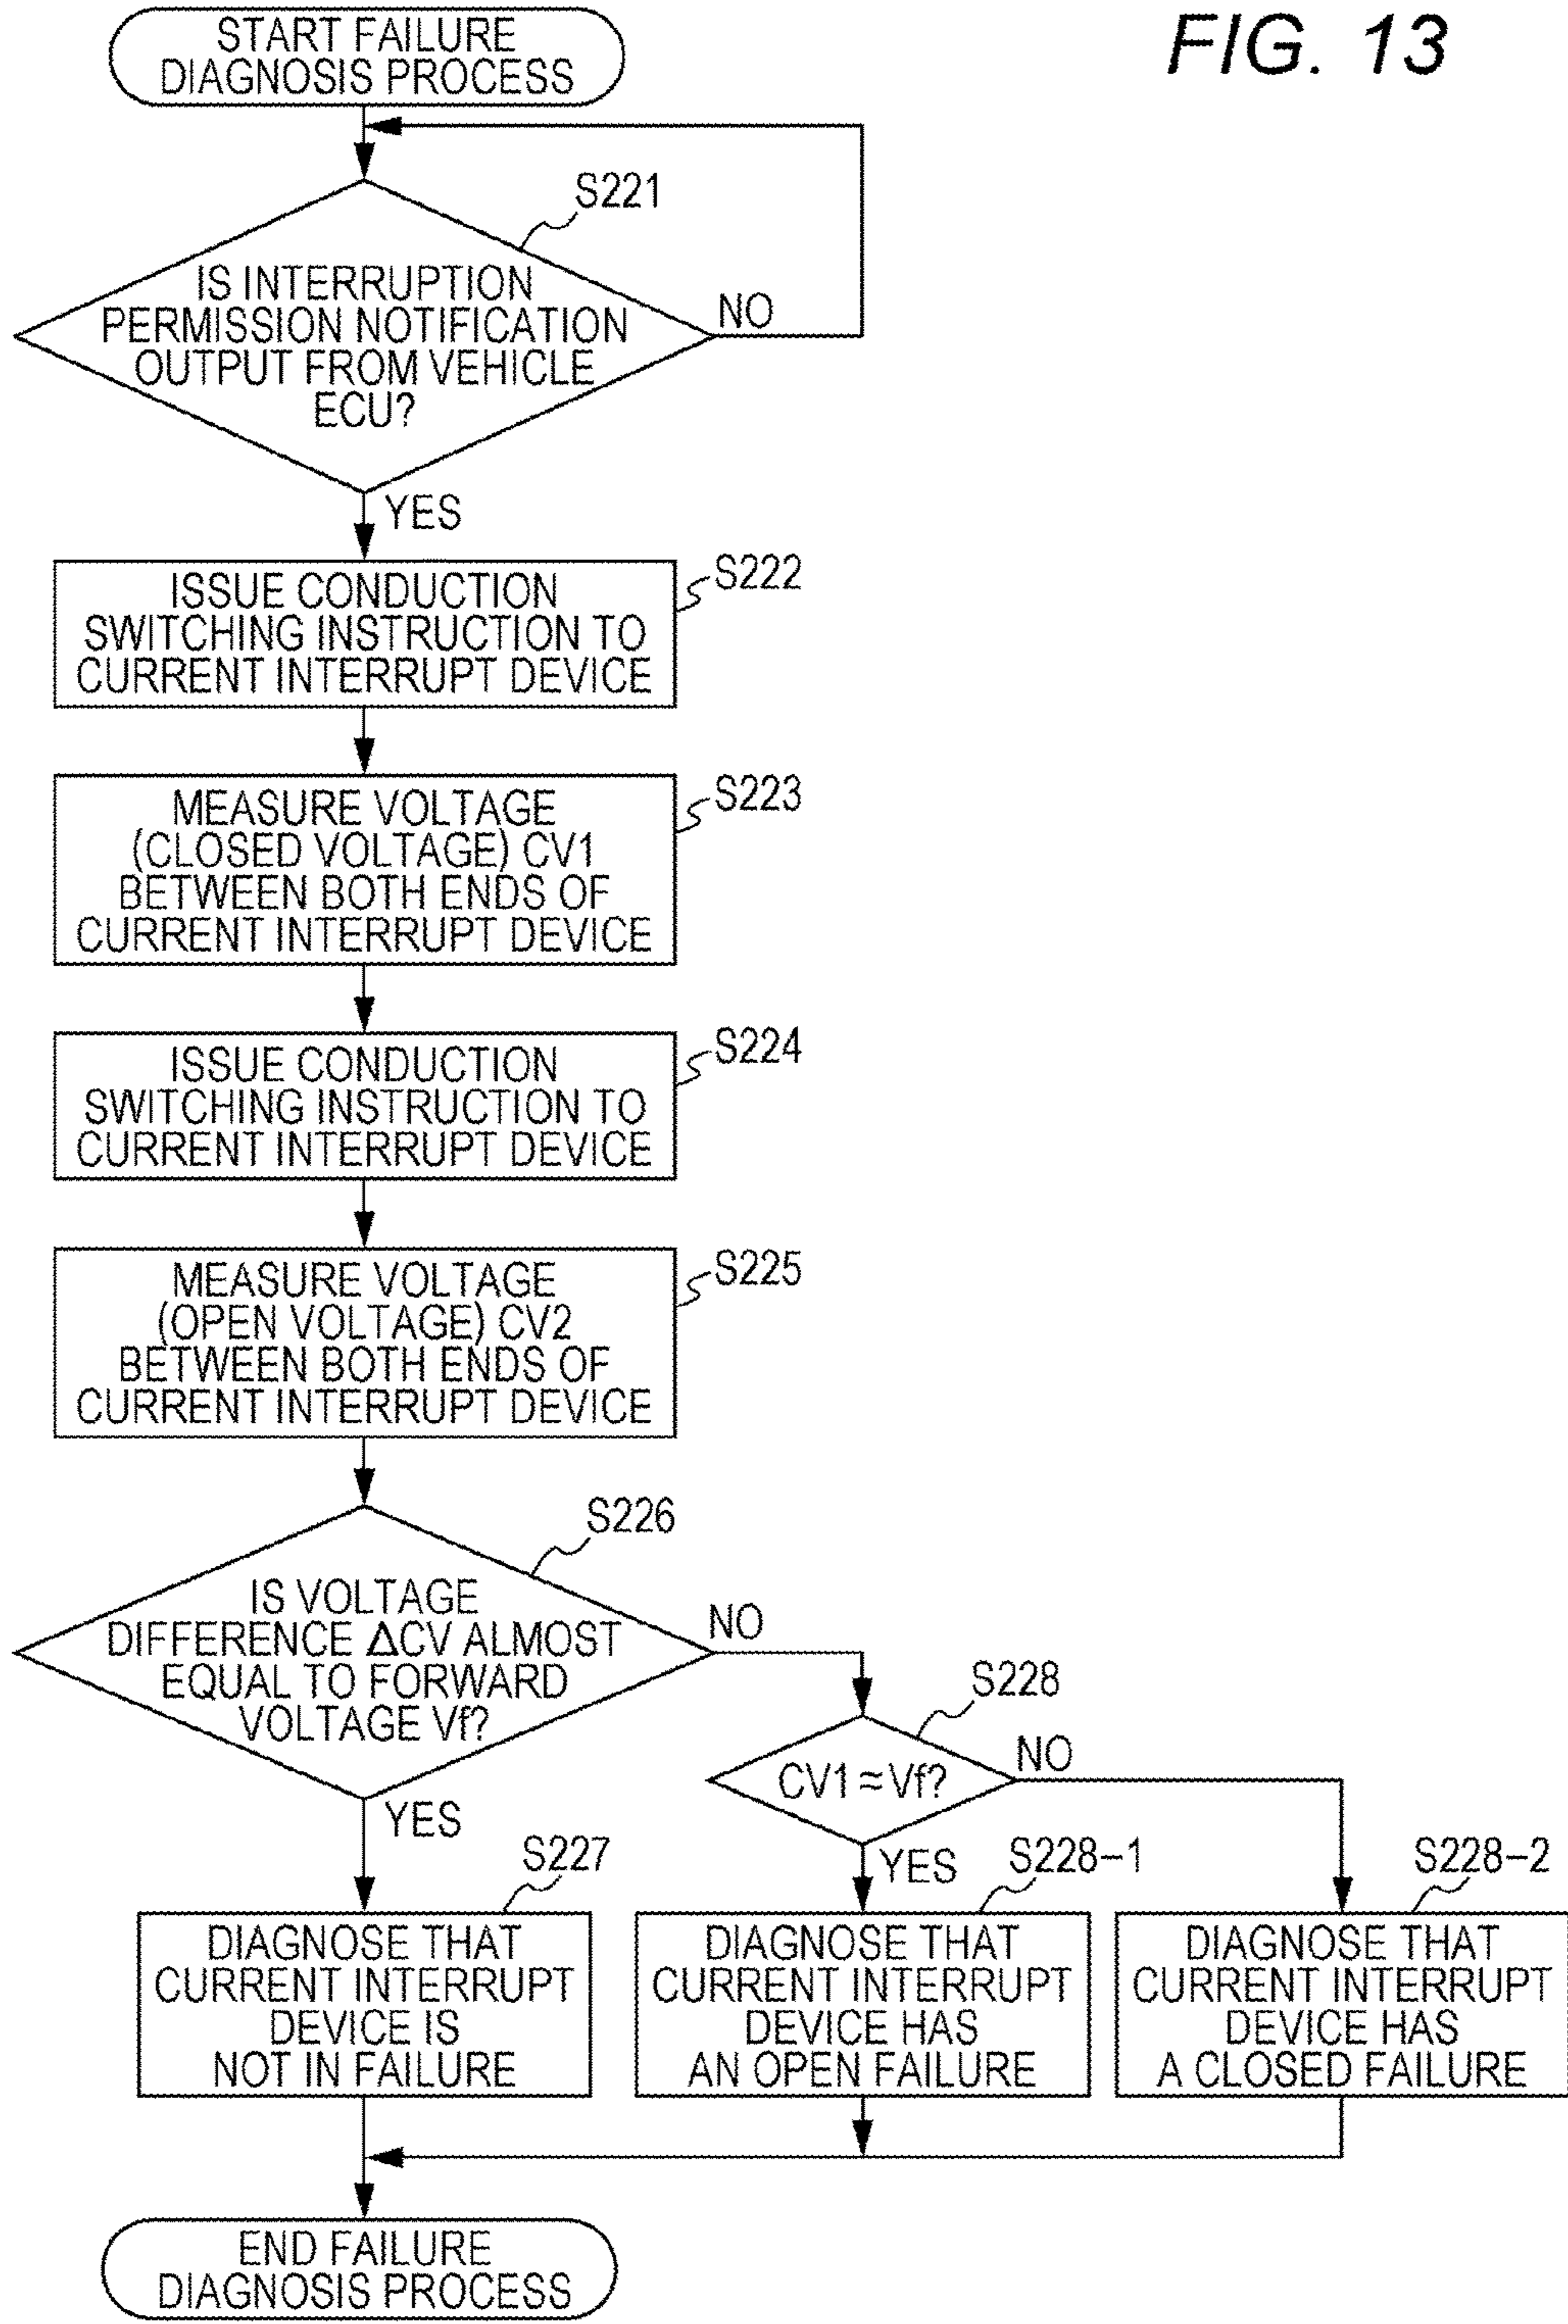 FIG. 13
START FAILURE
DIAGNOSIS PROCESS
S221
IS INTERRUPTION
PERMISSION NOTIFICATION
OUTPUT FROM VEHICLE
ECU?
NO
YES
S222
ISSUE CONDUCTION
SWITCHING INSTRUCTION TO
CURRENT INTERRUPT DEVICE
S223
MEASURE VOLTAGE
(CLOSED VOLTAGE) CV1
BETWEEN BOTH ENDS OF
CURRENT INTERRUPT DEVICE
S224
ISSUE CONDUCTION
SWITCHING INSTRUCTION TO
CURRENT INTERRUPT DEVICE
S225
MEASURE VOLTAGE
(OPEN VOLTAGE) CV2
BETWEEN BOTH ENDS OF
CURRENT INTERRUPT DEVICE
S226
IS VOLTAGE
DIFFERENCE ΔCV ALMOST
EQUAL TO FORWARD
VOLTAGE Vf?
NO
YES
S228
CV1≈Vf?
NO
YES
S227
DIAGNOSE THAT
CURRENT INTERRUPT
DEVICE IS
NOT IN FAILURE
S228-1
DIAGNOSE THAT
CURRENT INTERRUPT
DEVICE HAS
AN OPEN FAILURE
S228-2
DIAGNOSE THAT
CURRENT INTERRUPT
DEVICE HAS
A CLOSED FAILURE
END FAILURE
DIAGNOSIS PROCESS